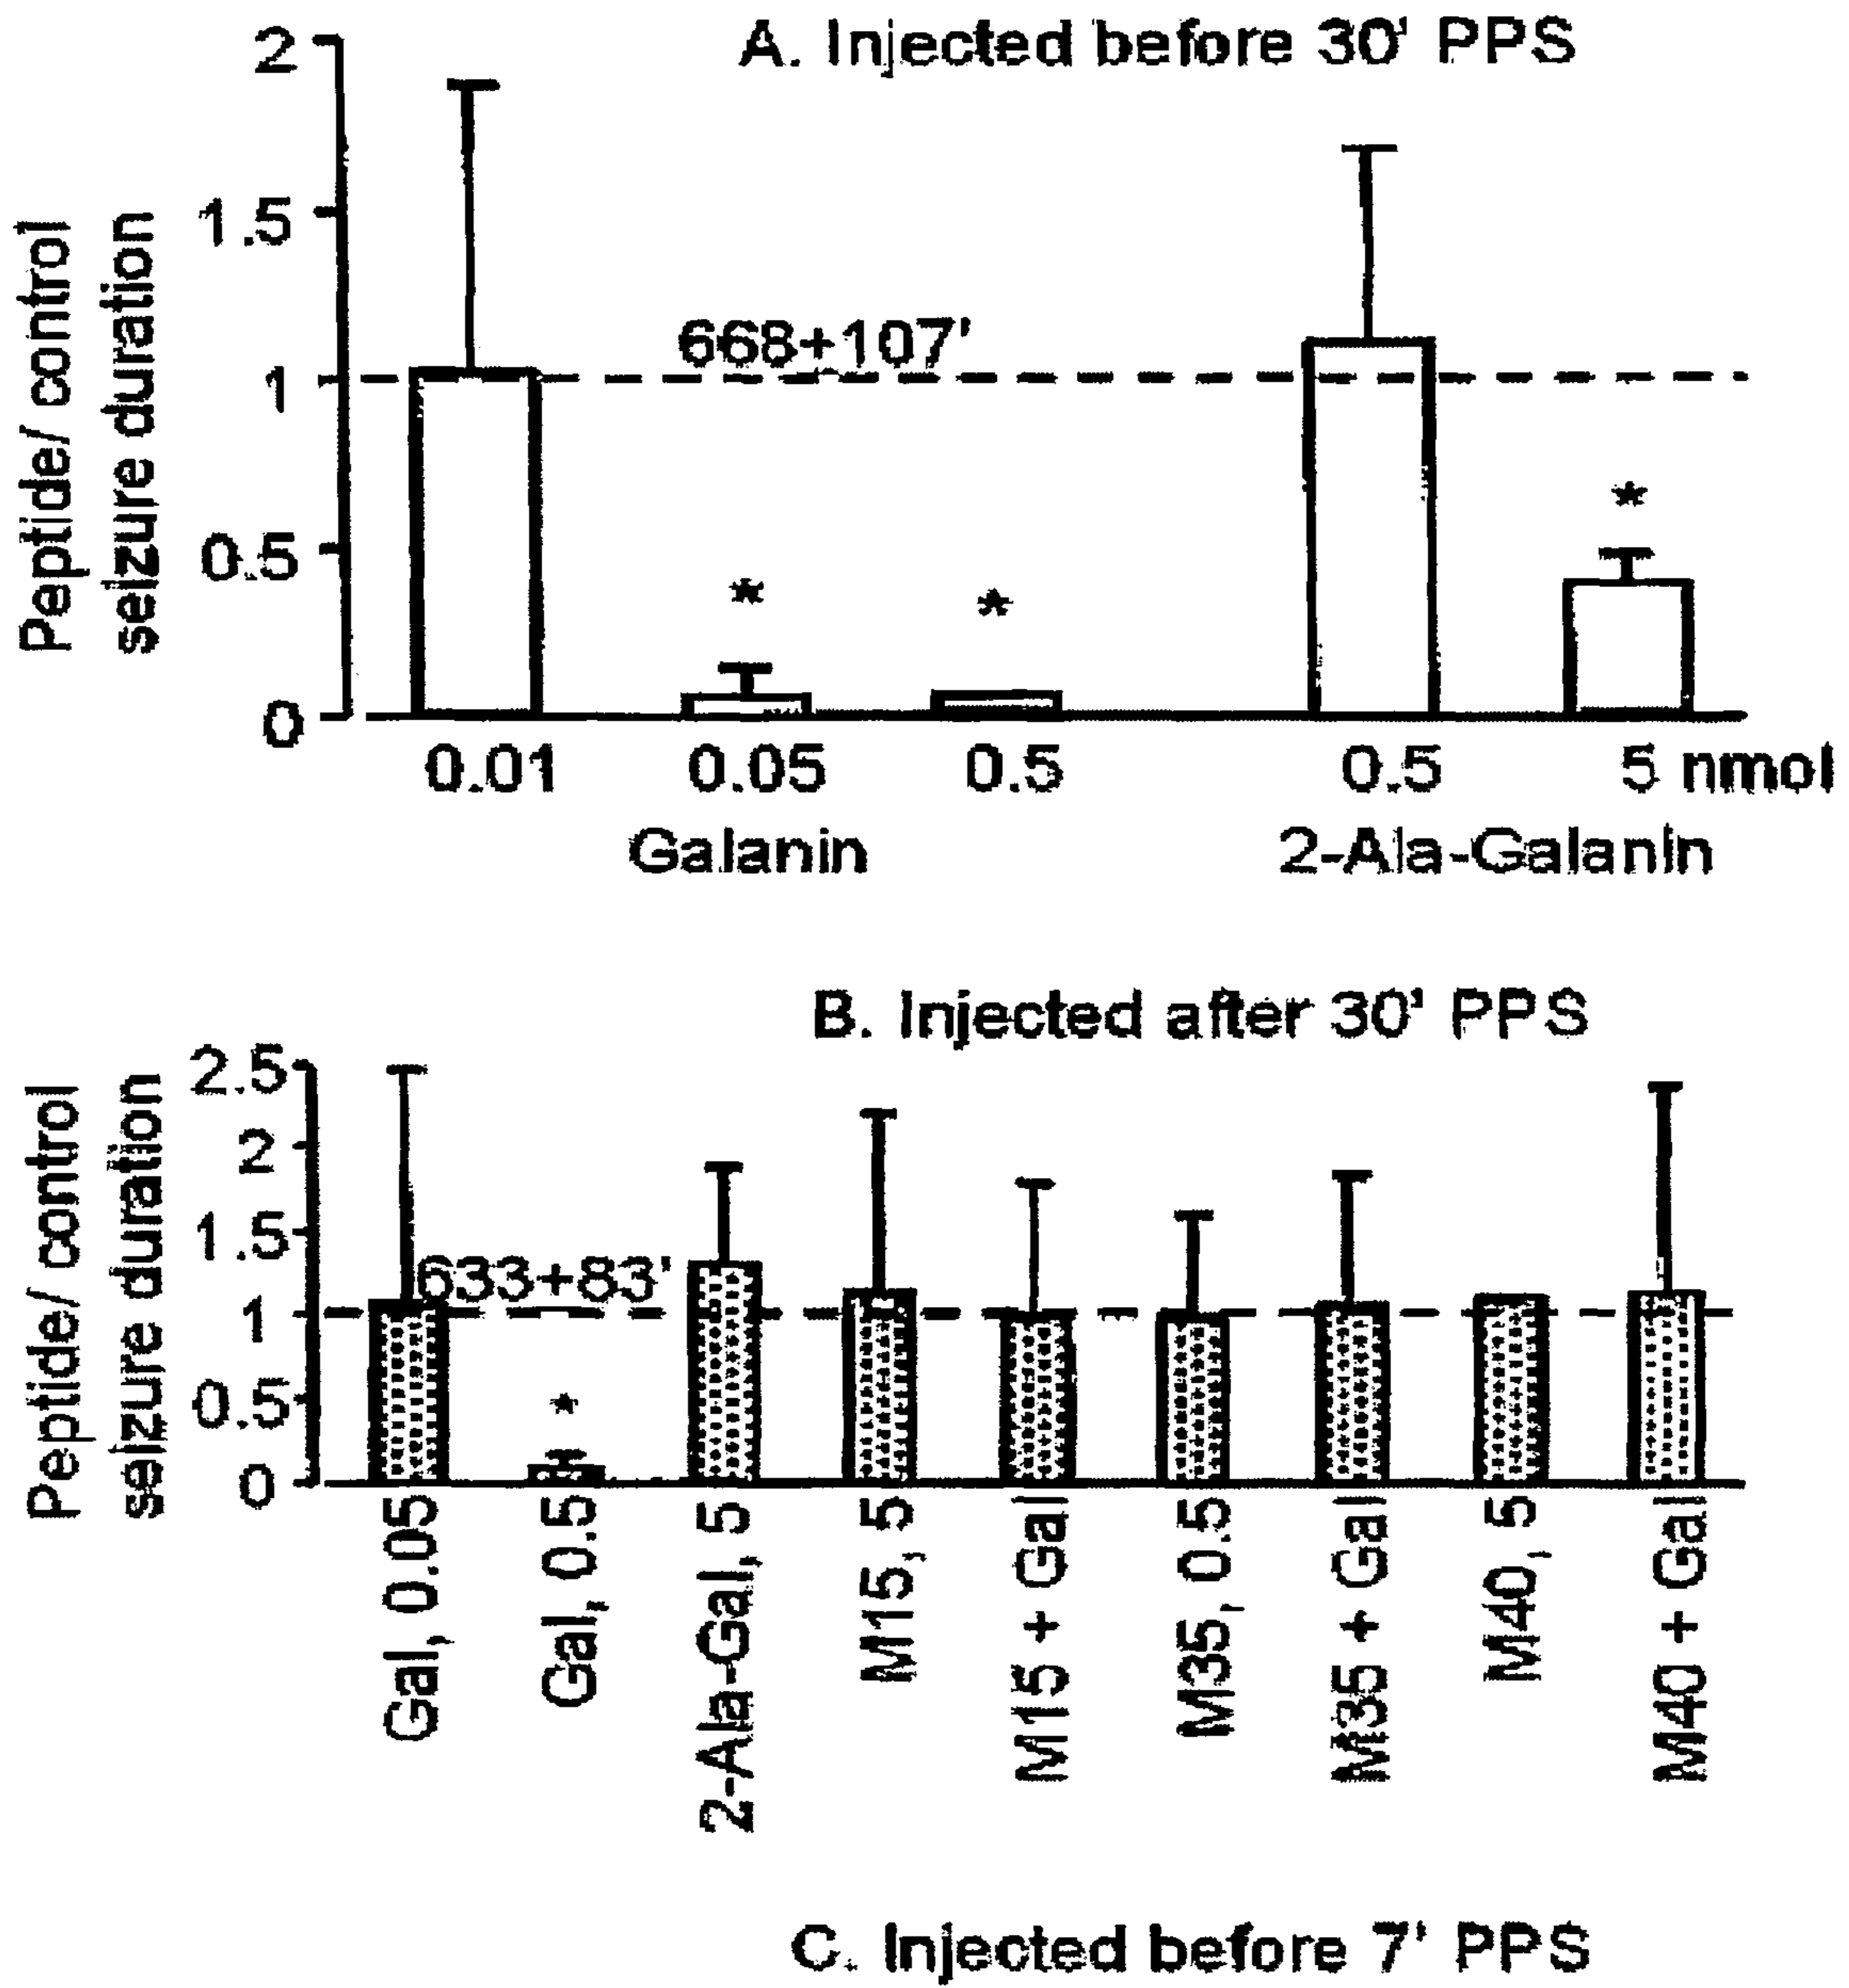 A. Injected before 30' PPS
Peptide/ control
seizure duration
2
1.5
1
0.5
0
668+107'
*
*
*
0.01
0.05
0.5
0.5
5 nmol
Galanin
2-Ala-Galanin
B. Injected after 30' PPS
Peptide/ control
seizure duration
2.5
2
1.5
1
0.5
0
633+83'
*
Gal, 0.05
Gal, 0.5
2-Ala-Gal, 5
M15, 5
M15 + Gal
M35, 0.5
M35 + Gal
M40, 5
M40 + Gal
C. Injected before 7' PPS